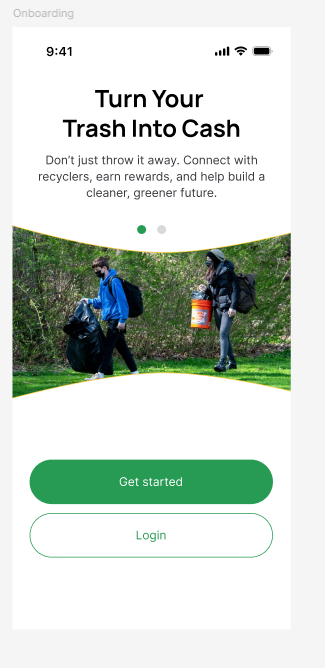 Onboarding
9:41
Turn Your
Trash Into Cash
Don't just throw it away. Connect with
recyclers, earn rewards, and help build a
cleaner, greener future.
Get started
Login